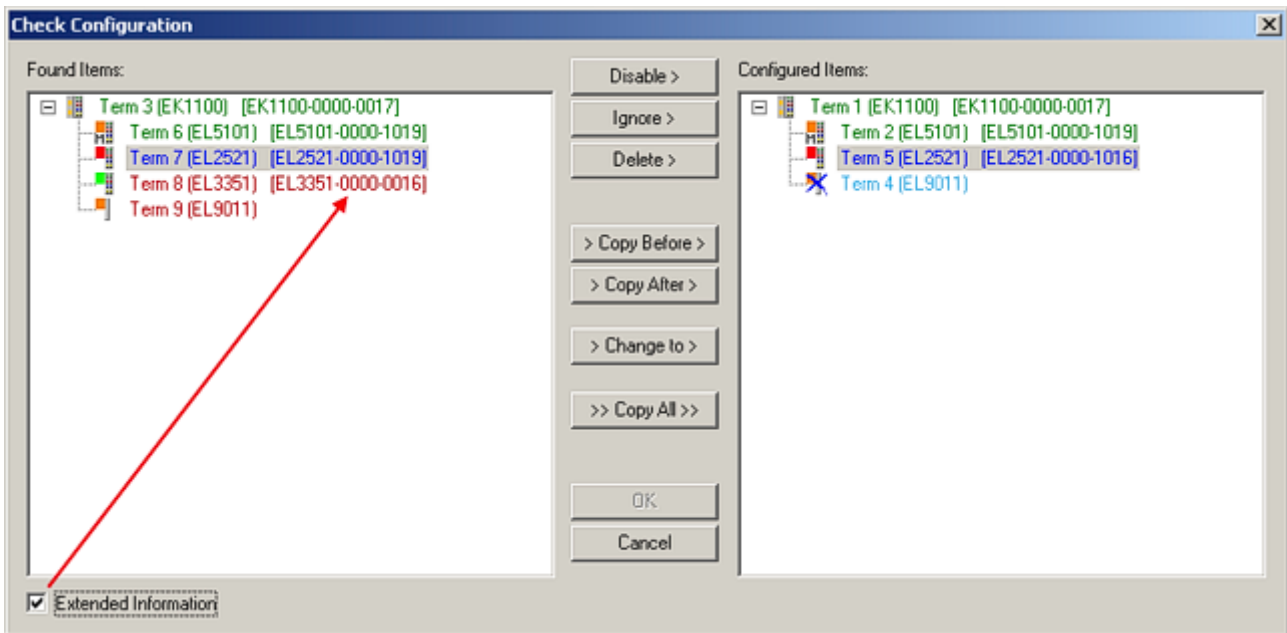 Check Configuration
Found Items:
Term 3 (EK1100) [EK1100-0000-0017]
Term 6 (EL5101) [EL5101-0000-1019]
Term 7 (EL2521) [EL2521-0000-1019]
Term 8 (EL3351) [EL3351-0000-0016]
Term 9 (EL9011)
Extended Information
Disable >
Ignore >
Delete >
> Copy Before >
> Copy After >
> Change to >
>> Copy All >>
OK
Cancel
Configured Items:
Term 1 (EK1100) [EK1100-0000-0017]
Term 2 (EL5101) [EL5101-0000-1019]
Term 5 (EL2521) [EL2521-0000-1016]
Term 4 (EL9011)